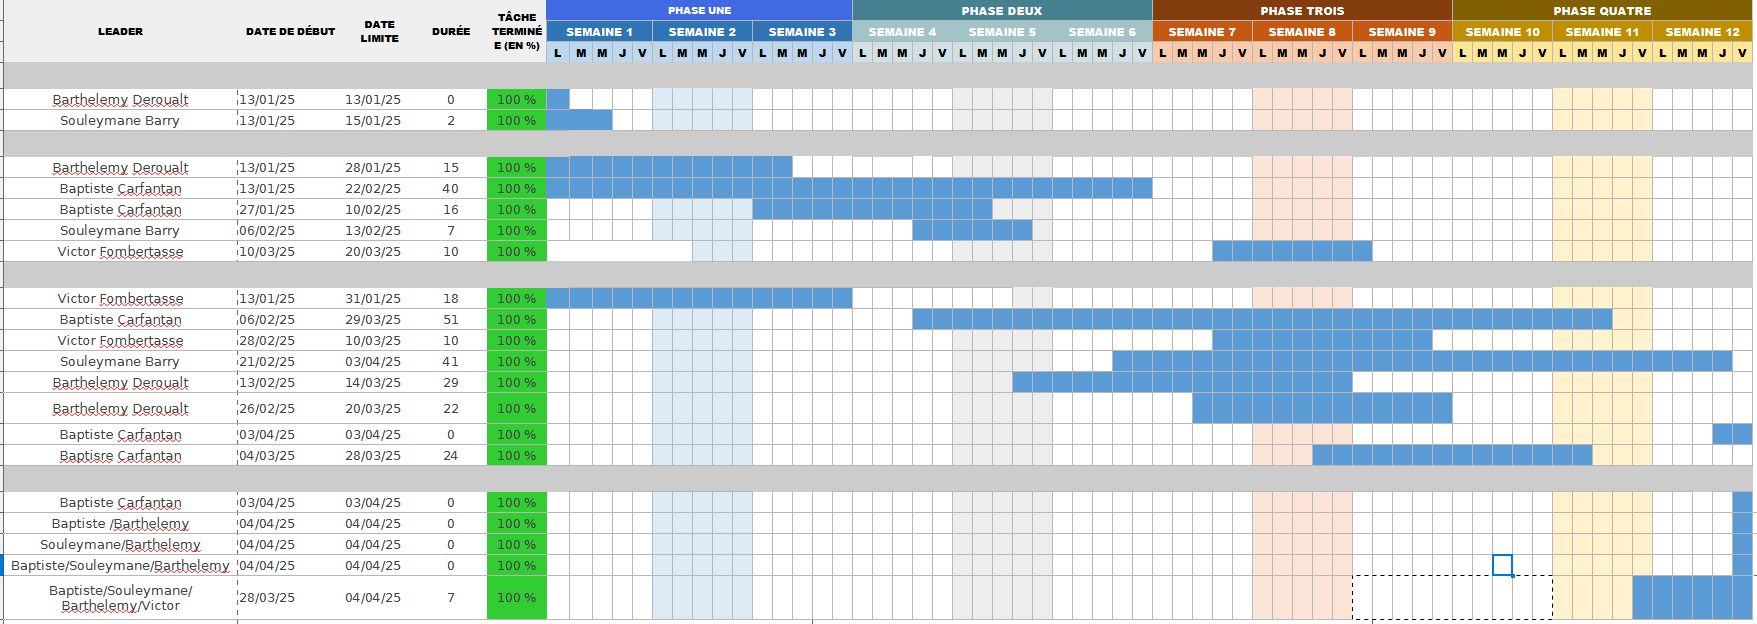 LEADER DATE DE DÉBUT DATE LIMITE DURÉE TÂCHE TERMINÉ E (EN %) PHASE UNE PHASE DEUX PHASE TROIS PHASE QUATRE
SEMAINE 1 SEMAINE 2 SEMAINE 3 SEMAINE 4 SEMAINE 5 SEMAINE 6 SEMAINE 7 SEMAINE 8 SEMAINE 9 SEMAINE 10 SEMAINE 11 SEMAINE 12
L M M J V L M M J V L M M J V L M M J V L M M J V L M M J V L M M J V L M M J V L M M J V L M M J V L M M J V L M M J V
Barthelemy Deroualt 13/01/25 13/01/25 0 100 %
Souleymane Barry 13/01/25 15/01/25 2 100 %
Barthelemy Deroualt 13/01/25 28/01/25 15 100 %
Baptiste Carfantan 13/01/25 22/02/25 40 100 %
Baptiste Carfantan 27/01/25 10/02/25 16 100 %
Souleymane Barry 06/02/25 13/02/25 7 100 %
Victor Fombertasse 10/03/25 20/03/25 10 100 %
Victor Fombertasse 13/01/25 31/01/25 18 100 %
Baptiste Carfantan 06/02/25 29/03/25 51 100 %
Victor Fombertasse 28/02/25 10/03/25 10 100 %
Souleymane Barry 21/02/25 03/04/25 41 100 %
Barthelemy Deroualt 13/02/25 14/03/25 29 100 %
Barthelemy Deroualt 26/02/25 20/03/25 22 100 %
Baptiste Carfantan 03/04/25 03/04/25 0 100 %
Baptisre Carfantan 04/03/25 28/03/25 24 100 %
Baptiste Carfantan 03/04/25 03/04/25 0 100 %
Baptiste /Barthelemy 04/04/25 04/04/25 0 100 %
Souleymane/Barthelemy 04/04/25 04/04/25 0 100 %
Baptiste/Souleymane/Barthelemy 04/04/25 04/04/25 0 100 %
Baptiste/Souleymane/
Barthelemy/Victor 28/03/25 04/04/25 7 100 %